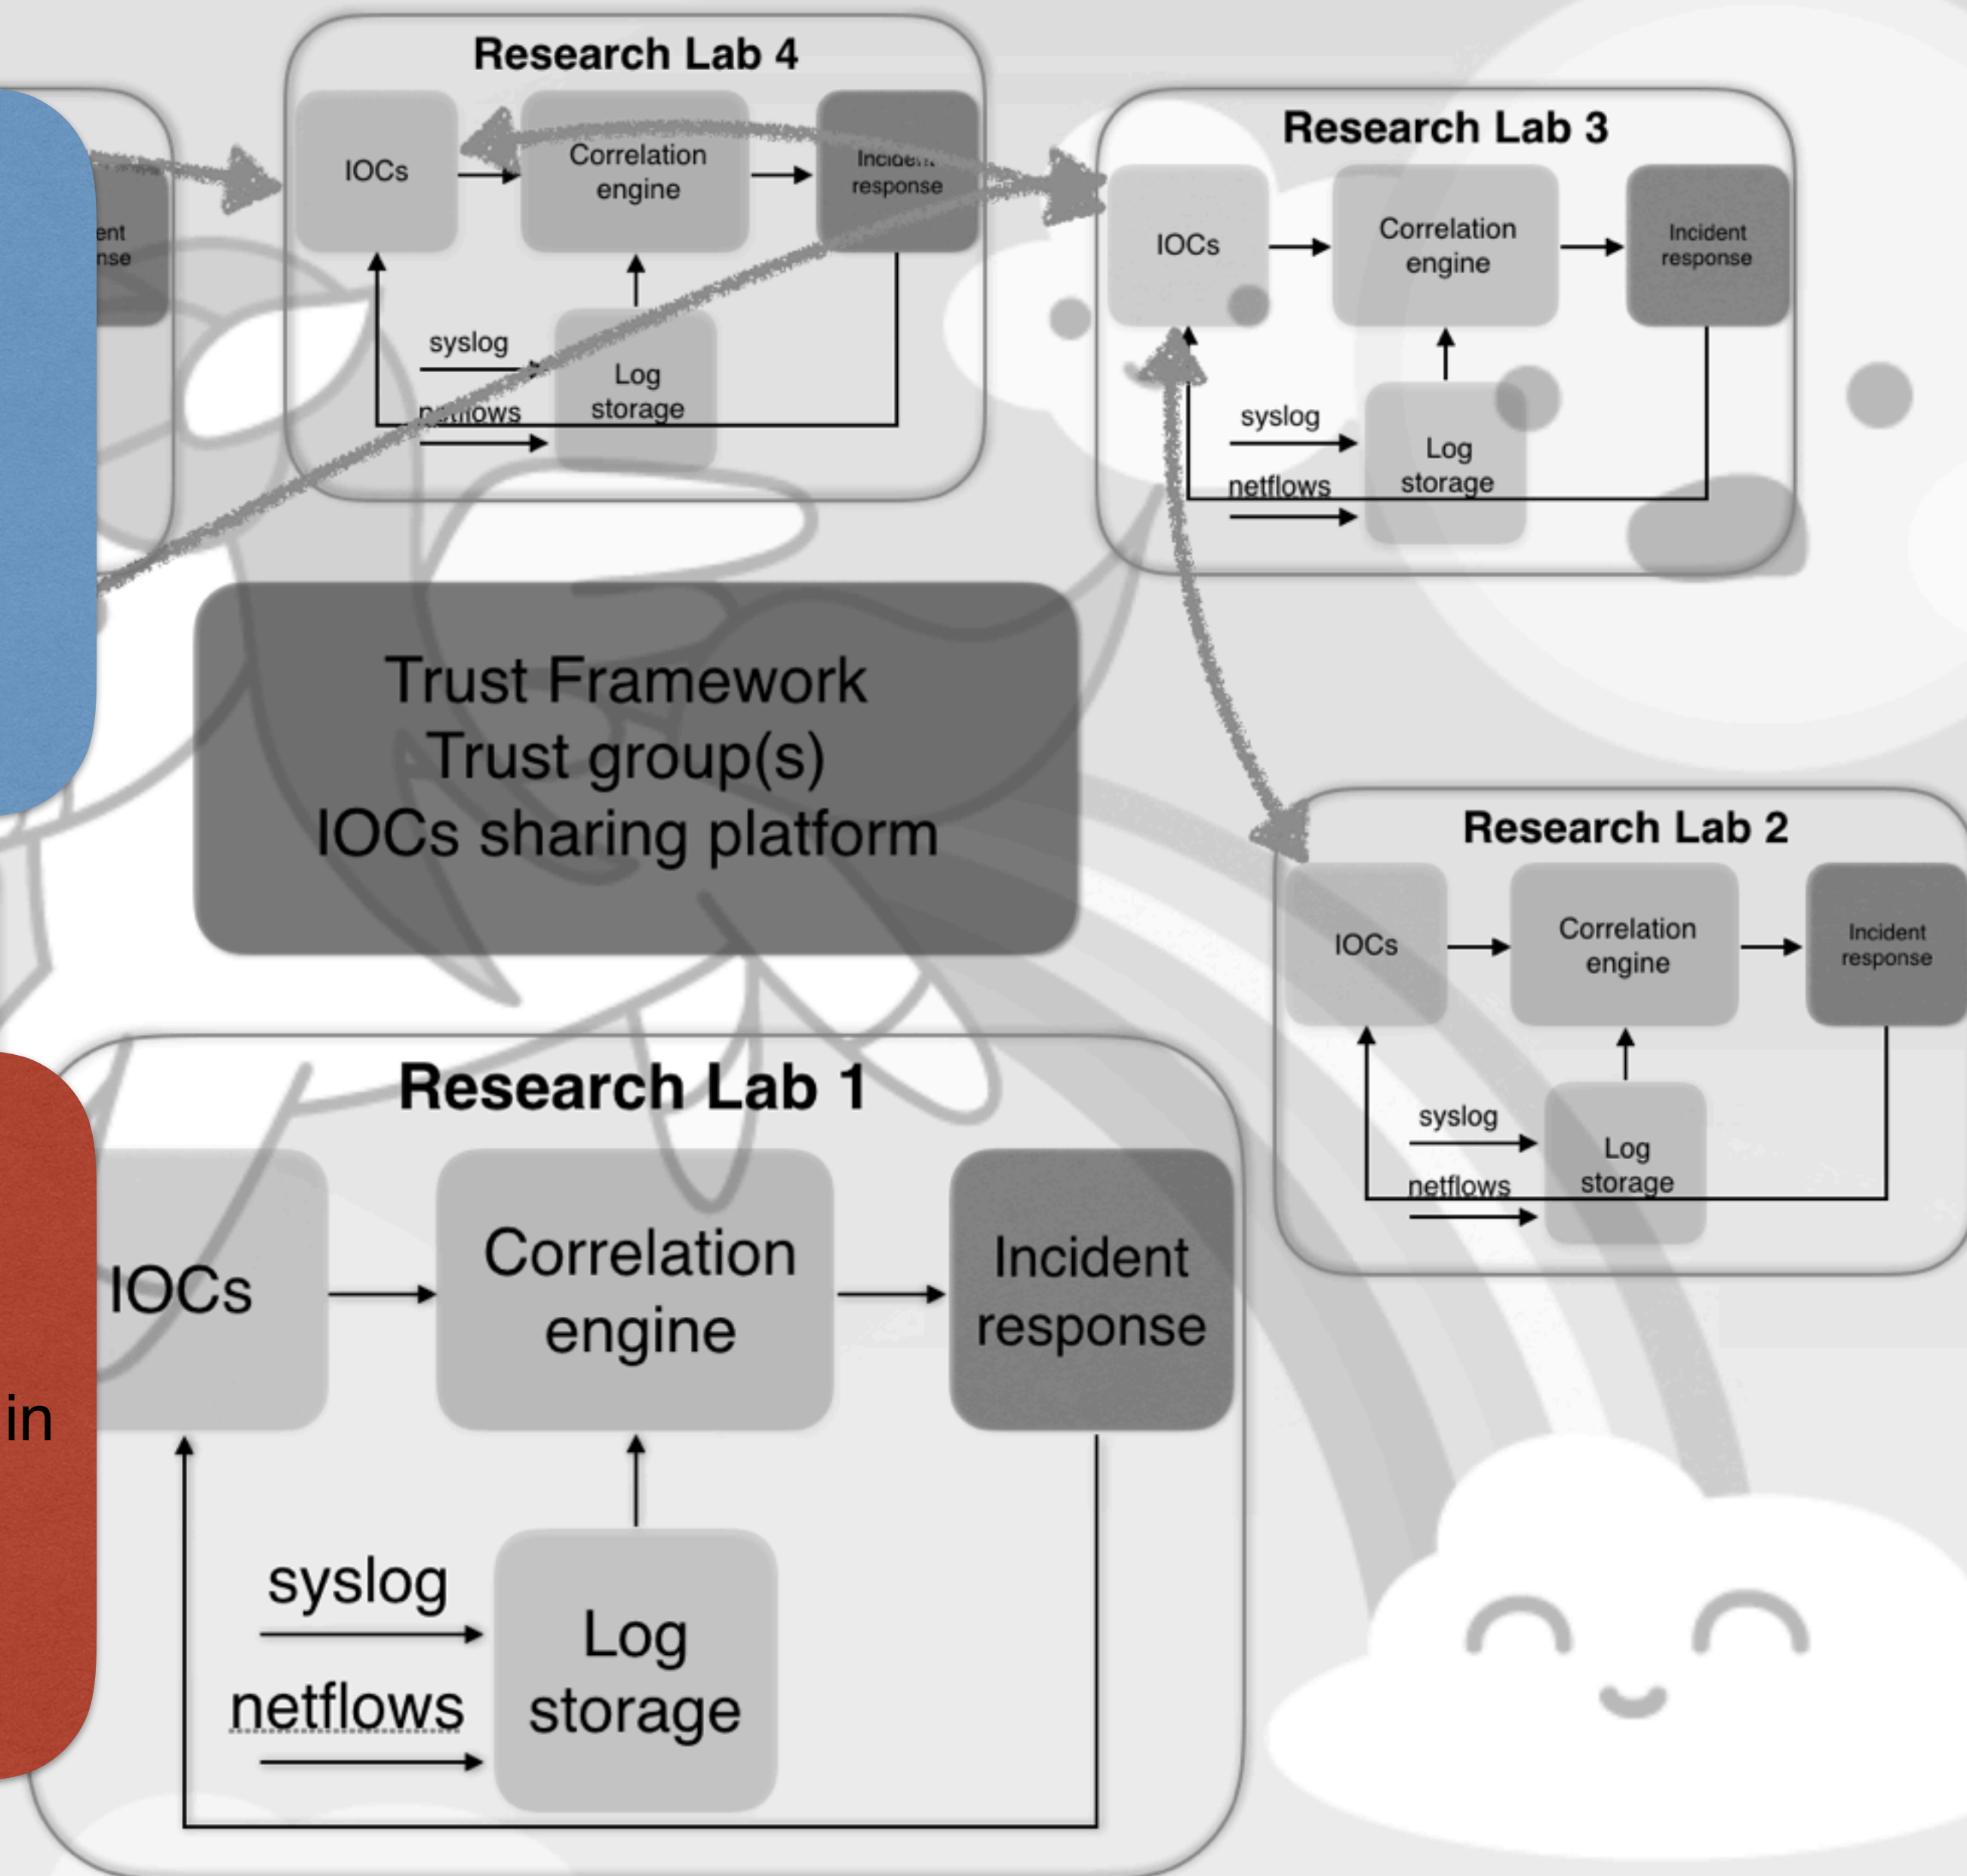 Research Lab 4
IOCs
Correlation
engine
Incident
response
syslog
netflows
Log
storage
Research Lab 3
IOCs
Correlation
engine
Incident
response
syslog
netflows
Log
storage
Trust Framework
Trust group(s)
IOCs sharing platform
Research Lab 2
IOCs
Correlation
engine
Incident
response
syslog
netflows
Log
storage
Research Lab 1
IOCs
Correlation
engine
Incident
response
in
syslog
netflows
Log
storage